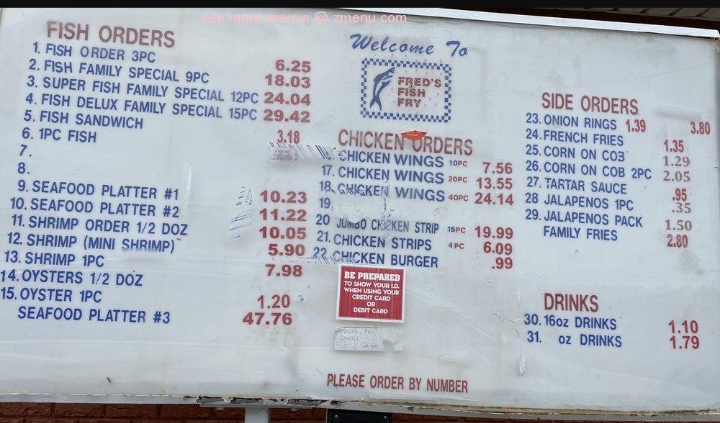 see more menus @ zmenu.com
FISH ORDERS
1. FISH ORDER 3PC 6.25
2. FISH FAMILY SPECIAL 9PC 18.03
3. SUPER FISH FAMILY SPECIAL 12PC 24.04
4. FISH DELUX FAMILY SPECIAL 15PC 29.42
5. FISH SANDWICH 3.18
6. 1PC FISH
7.
8.
9. SEAFOOD PLATTER #1 10.23
10. SEAFOOD PLATTER #2 11.22
11. SHRIMP ORDER 1/2 DOZ 10.05
12. SHRIMP (MINI SHRIMP) 5.90
13. SHRIMP 1PC 7.98
14. OYSTERS 1/2 DOZ
15. OYSTER 1PC 1.20
SEAFOOD PLATTER #3 47.76
Welcome To
FRED'S
FISH
FRY
CHICKEN ORDERS
16. CHICKEN WINGS 10PC 7.56
17. CHICKEN WINGS 20PC 13.55
18. CHICKEN WINGS 40PC 24.14
19.
20 JUMBO CHICKEN STRIP 15PC 19.99
21. CHICKEN STRIPS 4PC 6.09
22. CHICKEN BURGER .99
BE PREPARED
TO SHOW YOUR I.D.
WHEN USING YOUR
CREDIT CARD
OR
DEBIT CARD
PLEASE ORDER BY NUMBER
SIDE ORDERS
23. ONION RINGS 1.39 3.80
24. FRENCH FRIES 1.35
25. CORN ON COB 1.29
26. CORN ON COB 2PC 2.05
27. TARTAR SAUCE .95
28 JALAPENOS 1PC .35
29. JALAPENOS PACK 1.50
FAMILY FRIES 2.80
DRINKS
30. 16oz DRINKS 1.10
31. oz DRINKS 1.79